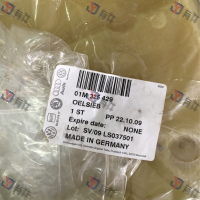 01M 325 429
OELSIEB
1 ST PP 22.10.09
Expire date: NONE
Lot: SV/09 LS037501
MADE IN GERMANY